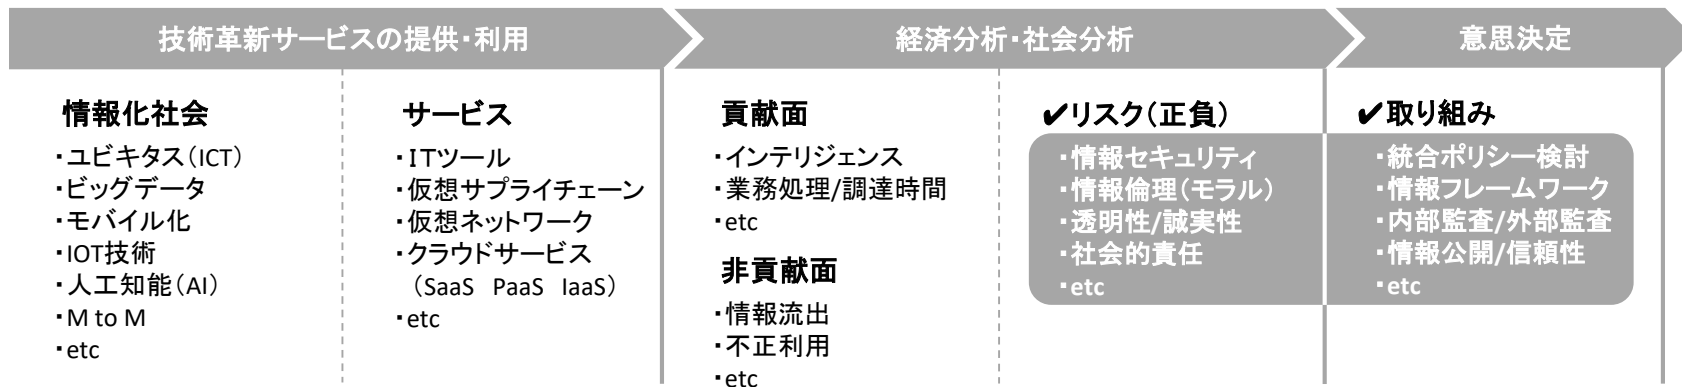 技術革新サービスの提供・利用
経済分析・社会分析
意思決定
情報化社会
・ユビキタス（ICT）
・ビッグデータ
・モバイル化
・IOT技術
・人工知能（AI）
・M to M
・etc
サービス
・ITツール
・仮想サプライチェーン
・仮想ネットワーク
・クラウドサービス
（SaaS PaaS IaaS）
・etc
貢献面
・インテリジェンス
・業務処理/調達時間
・etc
非貢献面
・情報流出
・不正利用
・etc
✔リスク（正負）
・情報セキュリティ
・情報倫理（モラル）
・透明性/誠実性
・社会的責任
・etc
✔取り組み
・統合ポリシー検討
・情報フレームワーク
・内部監査/外部監査
・情報公開/信頼性
・etc